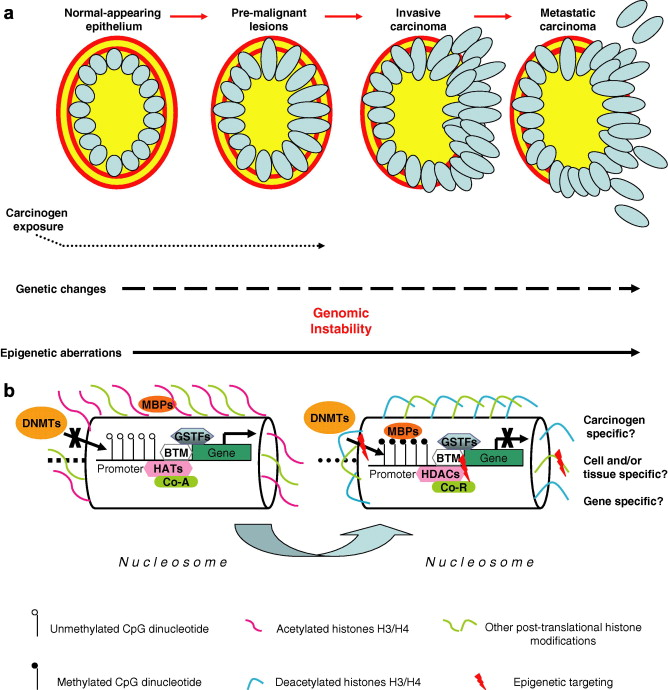 a
Normal-appearing
epithelium
Pre-malignant
lesions
Invasive
carcinoma
Metastatic
carcinoma
Carcinogen
exposure
Genetic changes
Genomic
Instability
Epigenetic aberrations
b
DNMTs
X
MBPs
GSTFs
BTM
Gene
Promoter
HATs
Co-A
Nucleosome
DNMTs
MBPs
GSTFs
X
BTM
Gene
Promoter
HDACs
Co-R
Nucleosome
Carcinogen
specific?
Cell and/or
tissue specific?
Gene specific?
Unmethylated CpG dinucleotide
Acetylated histones H3/H4
Other post-translational histone
modifications
Methylated CpG dinucleotide
Deacetylated histones H3/H4
Epigenetic targeting